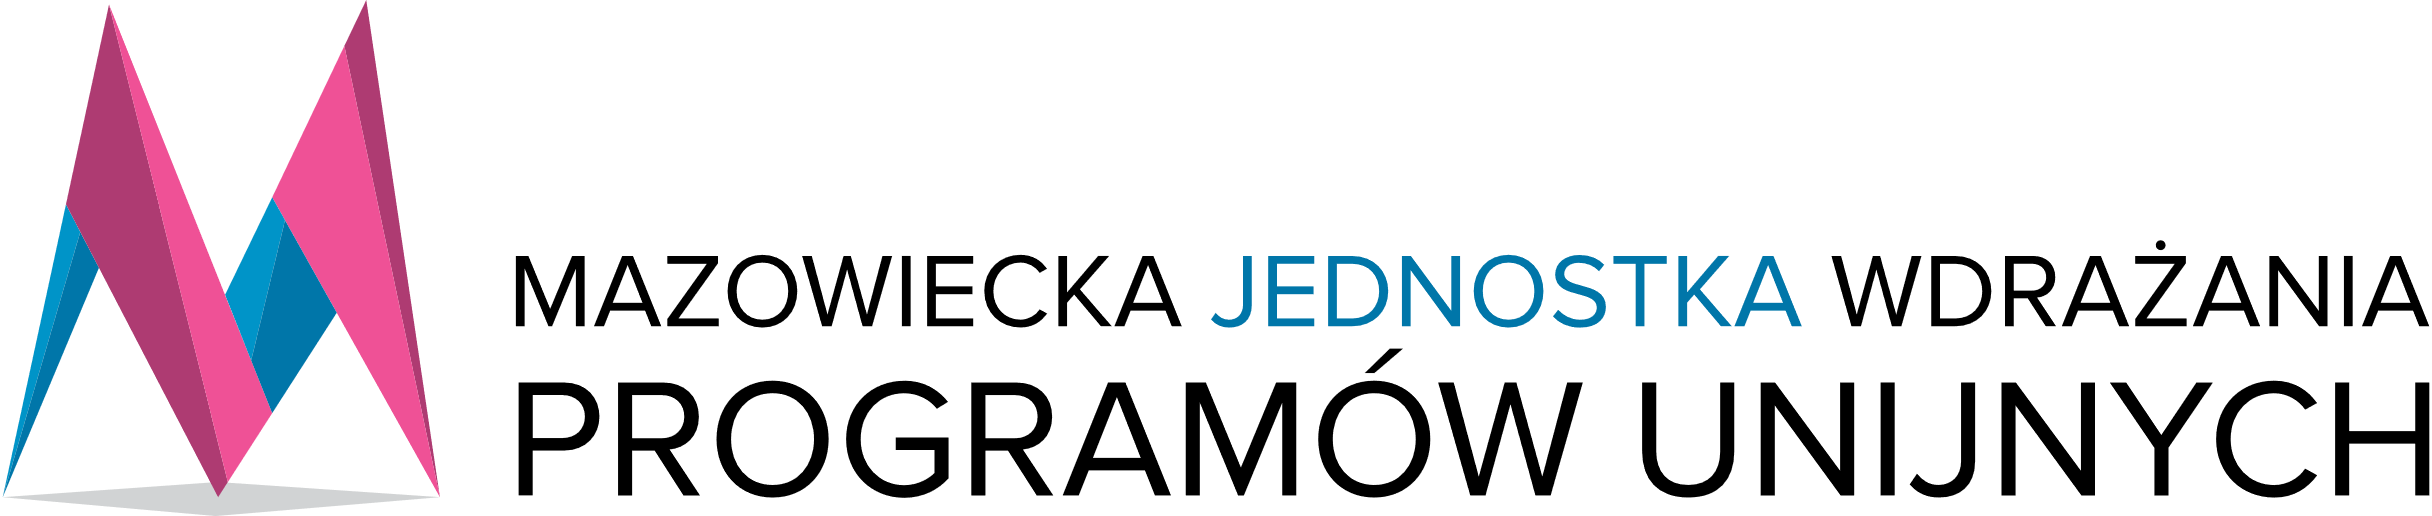 MAZOWIECKA JEDNOSTKA WDRAŻANIA
PROGRAMÓW UNIJNYCH